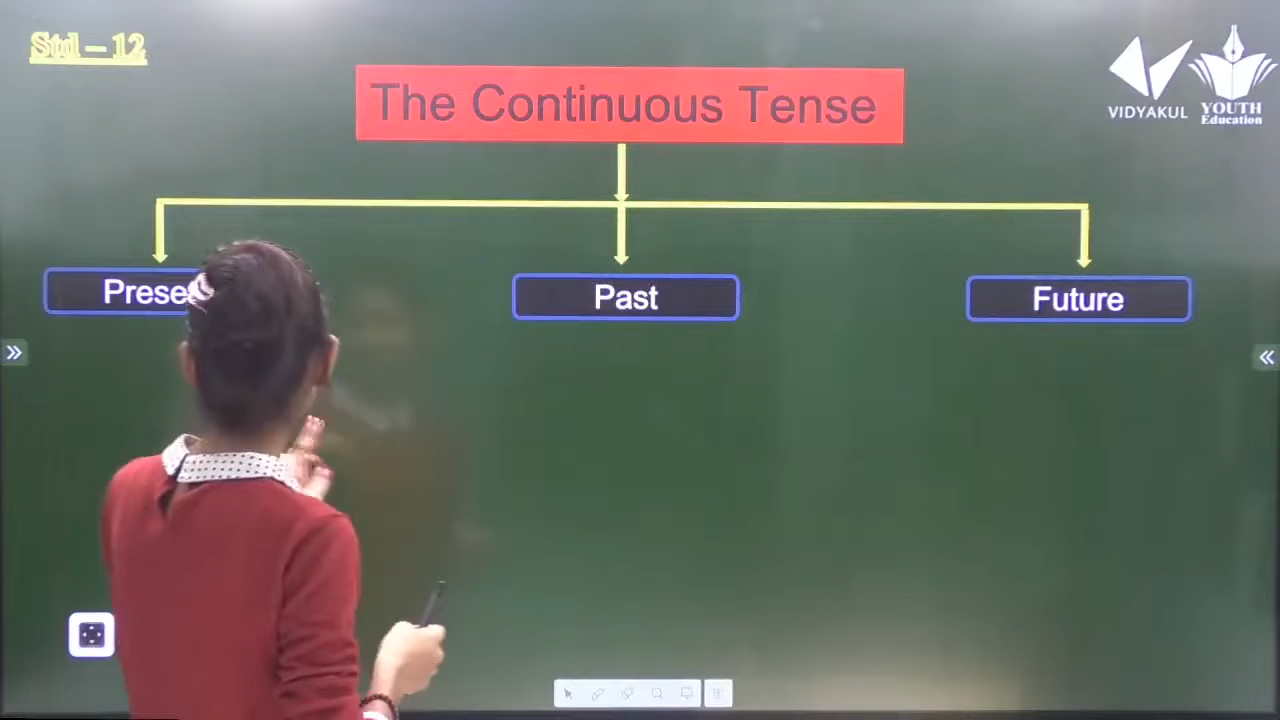 Std – 12
The Continuous Tense
VIDYAKUL
YOUTH
Education
Prese
Past
Future